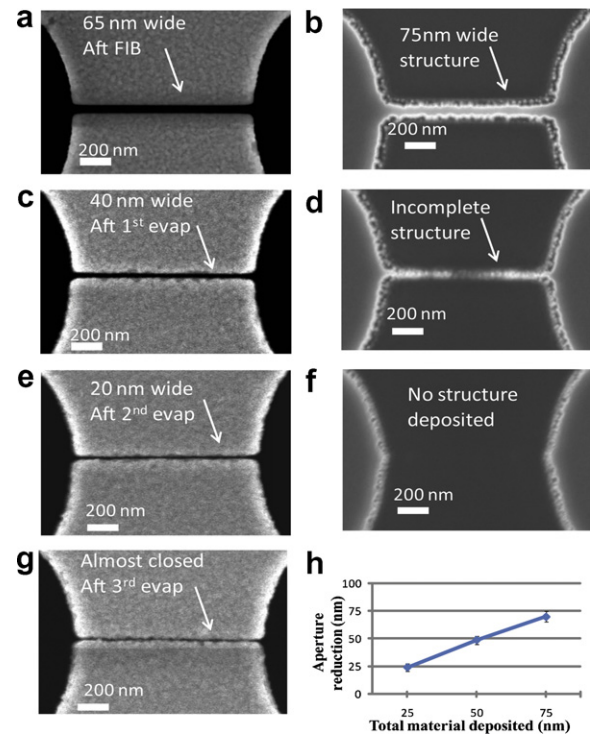 a
65 nm wide
Aft FIB
200 nm
b
75nm wide
structure
200 nm
c
40 nm wide
Aft 1st evap
200 nm
d
Incomplete
structure
200 nm
e
20 nm wide
Aft 2nd evap
200 nm
f
No structure
deposited
200 nm
g
Almost closed
Aft 3rd evap
200 nm
h
100
75
50
25
0
Aperture
reduction (nm)
25
50
75
Total material deposited (nm)